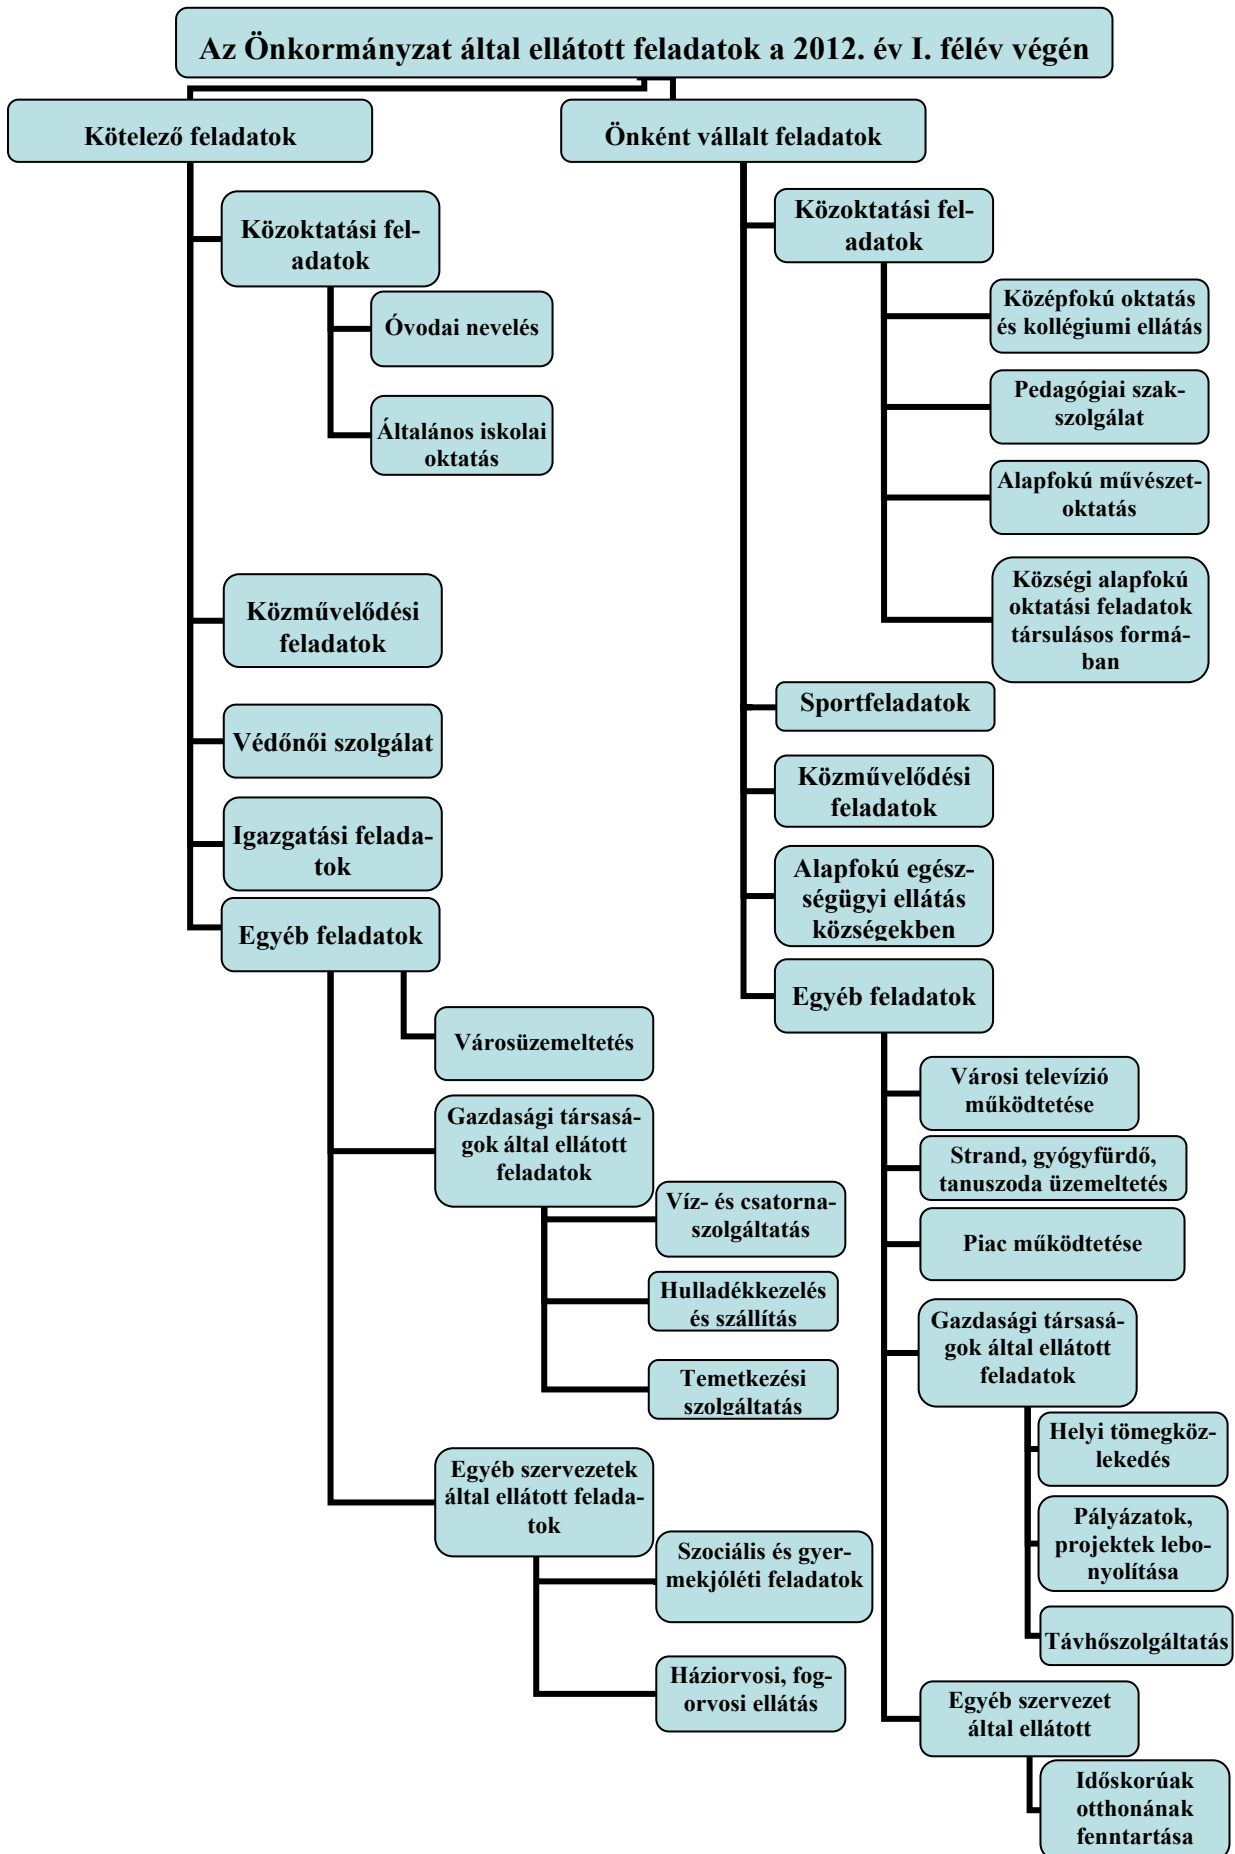 Az Önkormányzat által ellátott feladatok a 2012. év I. félév végén
Kötelező feladatok
Közoktatási fel-
adatok
Óvodai nevelés
Általános iskolai
oktatás
Közművelődési
feladatok
Védőnői szolgálat
Igazgatási felada-
tok
Egyéb feladatok
Városüzemeltetés
Gazdasági társasá-
gok által ellátott
feladatok
Víz- és csatorna-
szolgáltatás
Hulladékkezelés
és szállítás
Temetkezési
szolgáltatás
Egyéb szervezetek
által ellátott felada-
tok
Szociális és gyer-
mekjóléti feladatok
Háziorvosi, fog-
orvosi ellátás
Önként vállalt feladatok
Közoktatási fel-
adatok
Középfokú oktatás
és kollégiumi ellátás
Pedagógiai szak-
szolgálat
Alapfokú művészet-
oktatás
Községi alapfokú
oktatási feladatok
társulásos formá-
ban
Sportfeladatok
Közművelődési
feladatok
Alapfokú egész-
ségügyi ellátás
községekben
Egyéb feladatok
Városi televízió
működtetése
Strand, gyógyfürdő,
tanuszoda üzemeltetés
Piac működtetése
Gazdasági társasá-
gok által ellátott
feladatok
Helyi tömegköz-
lekedés
Pályázatok,
projektek lebo-
nyolítása
Távhőszolgáltatás
Egyéb szervezet
által ellátott
Időskorúak
otthonának
fenntartása